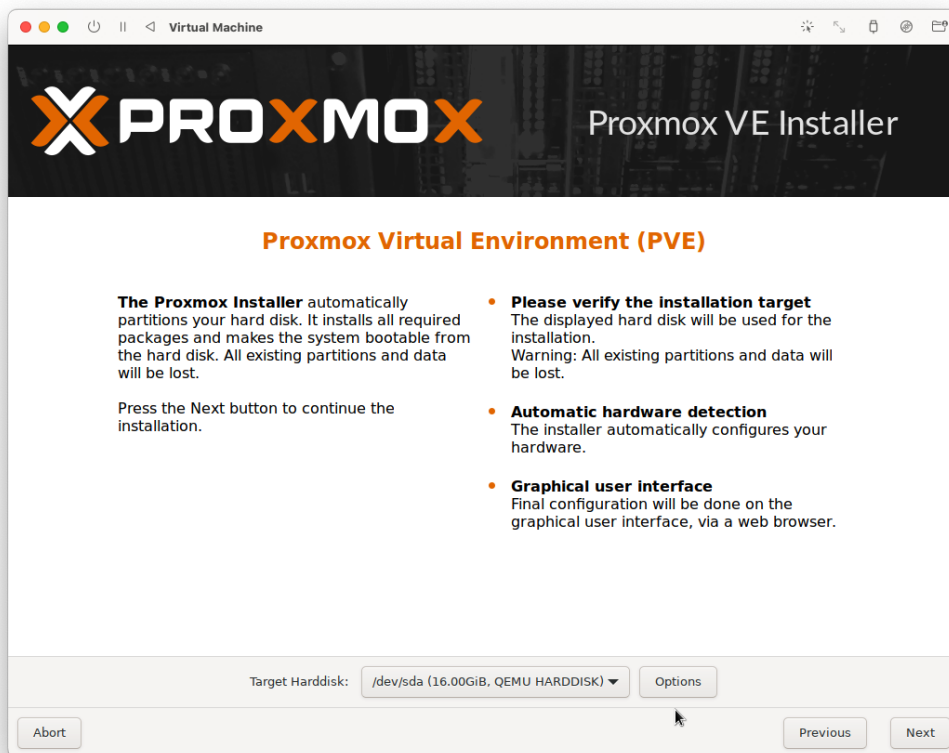 Virtual Machine
PROXMOX
Proxmox VE Installer
Proxmox Virtual Environment (PVE)
The Proxmox Installer automatically
partitions your hard disk. It installs all required
packages and makes the system bootable from
the hard disk. All existing partitions and data
will be lost.
Press the Next button to continue the
installation.
Please verify the installation target
The displayed hard disk will be used for the
installation.
Warning: All existing partitions and data will
be lost.
Automatic hardware detection
The installer automatically configures your
hardware.
Graphical user interface
Final configuration will be done on the
graphical user interface, via a web browser.
Target Harddisk: /dev/sda (16.00GiB, QEMU HARDDISK) Options
Abort Previous Next